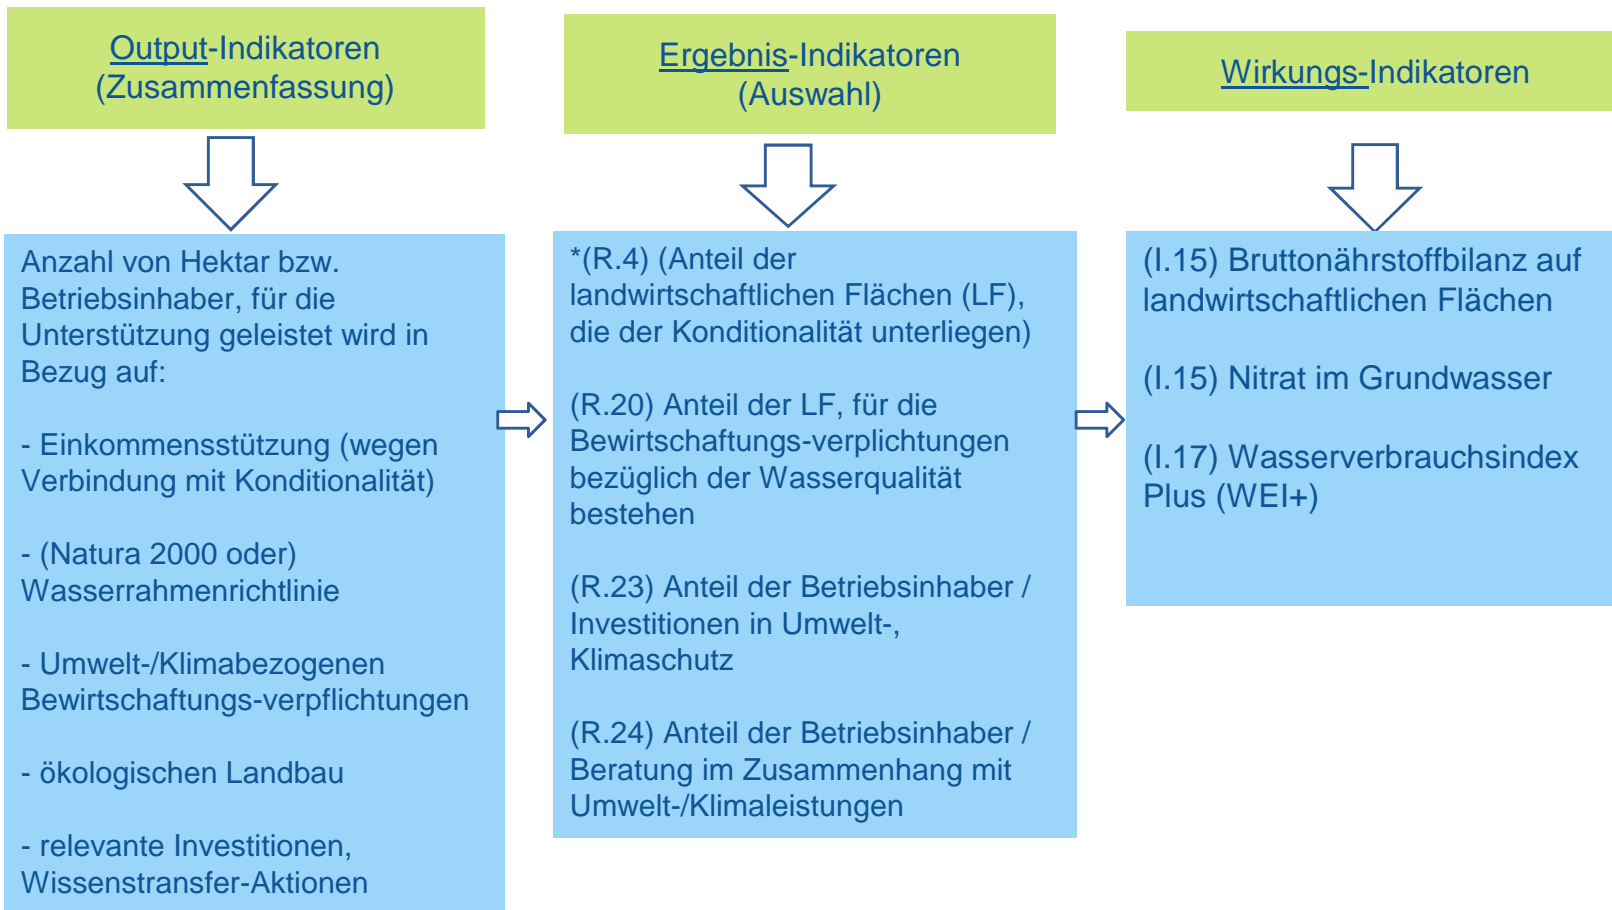 Output-Indikatoren
(Zusammenfassung)
Anzahl von Hektar bzw.
Betriebsinhaber, für die
Unterstützung geleistet wird in
Bezug auf:
- Einkommensstützung (wegen
Verbindung mit Konditionalität)
- (Natura 2000 oder)
Wasserrahmenrichtlinie
- Umwelt-/Klimabezogenen
Bewirtschaftungs-verpflichtungen
- ökologischen Landbau
- relevante Investitionen,
Wissenstransfer-Aktionen
Ergebnis-Indikatoren
(Auswahl)
*(R.4) (Anteil der
landwirtschaftlichen Flächen (LF),
die der Konditionalität unterliegen)
(R.20) Anteil der LF, für die
Bewirtschaftungs-verplichtungen
bezüglich der Wasserqualität
bestehen
(R.23) Anteil der Betriebsinhaber /
Investitionen in Umwelt-,
Klimaschutz
(R.24) Anteil der Betriebsinhaber /
Beratung im Zusammenhang mit
Umwelt-/Klimaleistungen
Wirkungs-Indikatoren
(I.15) Bruttonährstoffbilanz auf
landwirtschaftlichen Flächen
(I.15) Nitrat im Grundwasser
(I.17) Wasserverbrauchsindex
Plus (WEI+)